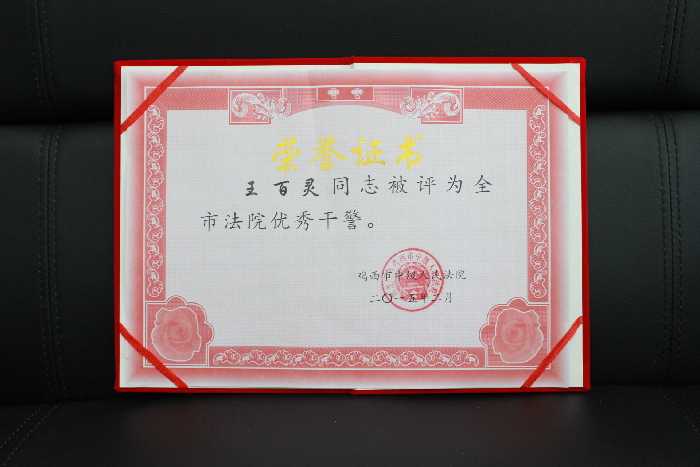 荣誉证书
王百灵同志被评为全
市法院优秀干警。
鸡西市中级人民法院
二〇一五年二月